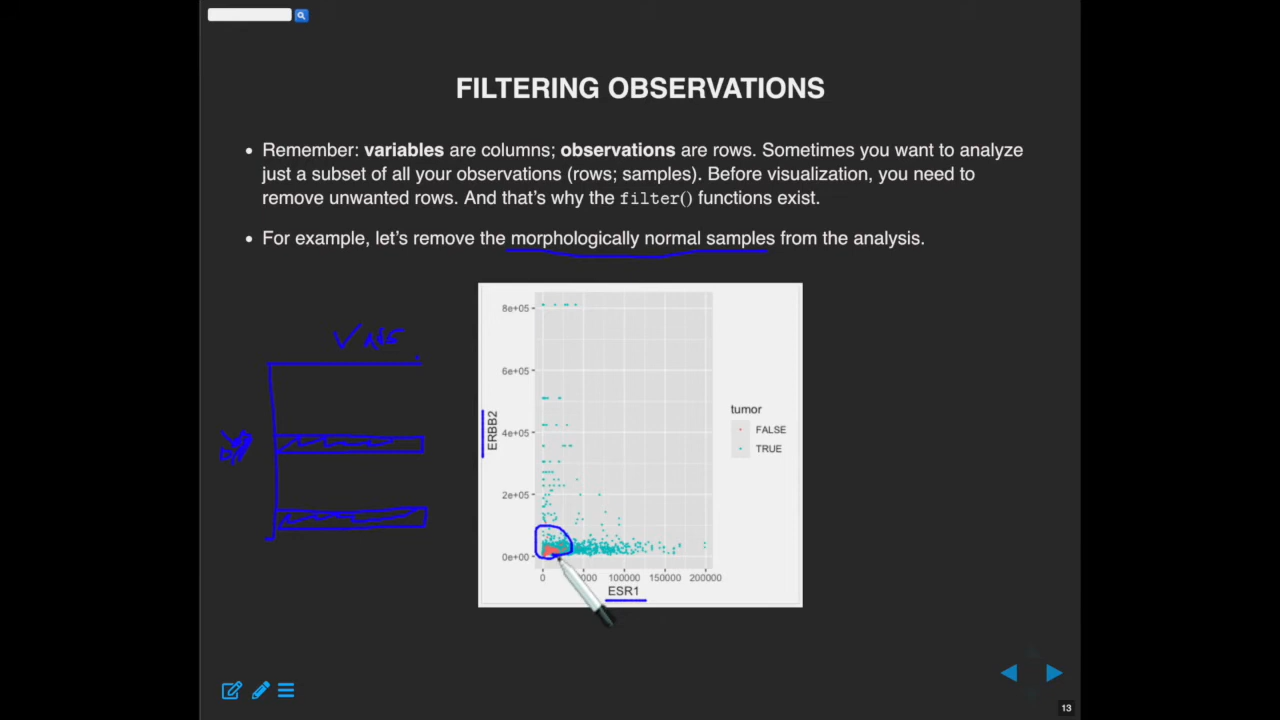 FILTERING OBSERVATIONS
Remember: variables are columns; observations are rows. Sometimes you want to analyze
just a subset of all your observations (rows; samples). Before visualization, you need to
remove unwanted rows. And that's why the filter() functions exist.
For example, let's remove the morphologically normal samples from the analysis.
8e+05
6e+05
4e+05
2e+05
0e+00
ERBB2
0
100000
150000
200000
ESR1
tumor
FALSE
TRUE
13